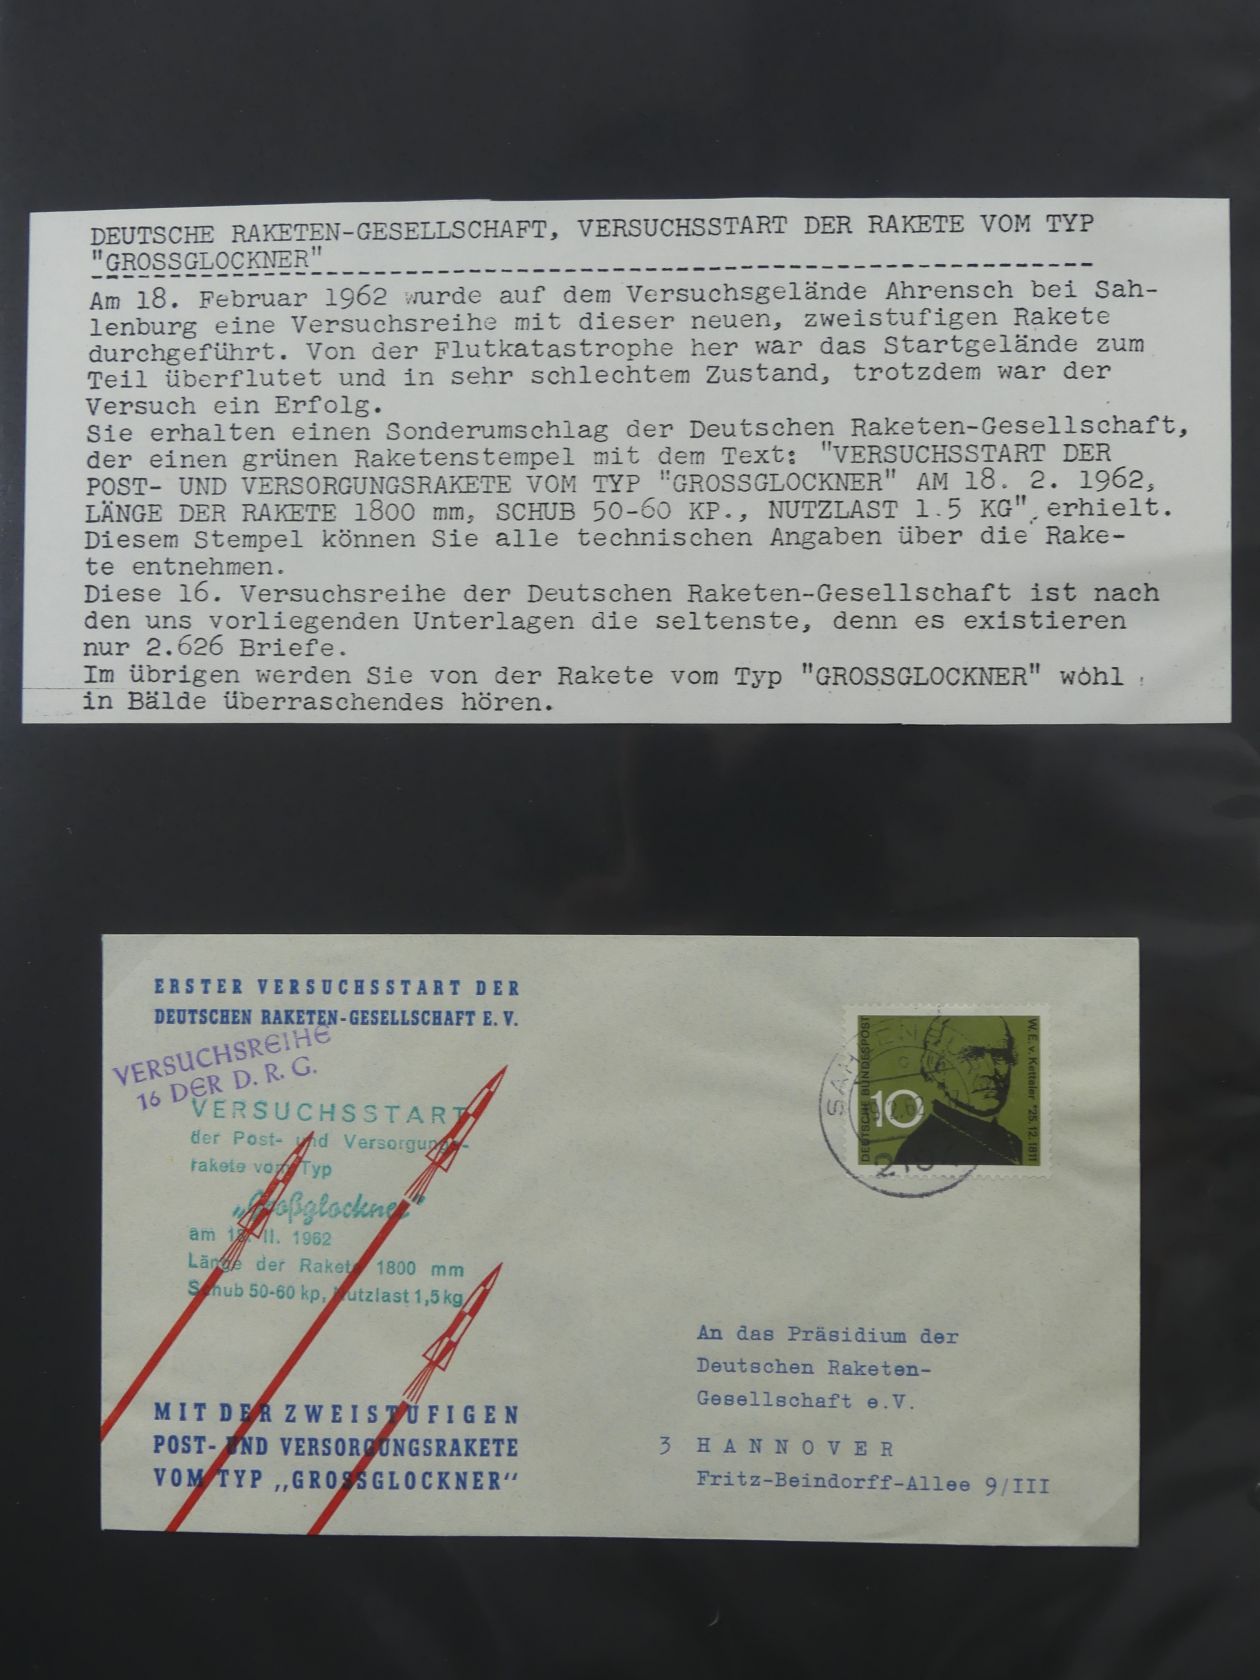 DEUTSCHE RAKETEN-GESELLSCHAFT, VERSUCHSSTART DER RAKETE VOM TYP
"GROSSGLOCKNER"
Am 18. Februar 1962 wurde auf dem Versuchsgelände Ahrensch bei Sah-
lenburg eine Versuchsreihe mit dieser neuen, zweistufigen Rakete
durchgeführt. Von der Flutkatastrophe her war das Startgelände zum
Teil überflutet und in sehr schlechtem Zustand, trotzdem war der
Versuch ein Erfolg.
Sie erhalten einen Sonderumschlag der Deutschen Raketen-Gesellschaft,
der einen grünen Raketenstempel mit dem Text: "VERSUCHSSTART DER
POST- UND VERSORGUNGSRAKETE VOM TYP "GROSSGLOCKNER" AM 18. 2. 1962,
LÄNGE DER RAKETE 1800 mm, SCHUB 50-60 KP., NUTZLAST 1.5 KG", erhielt.
Diesem Stempel können Sie alle technischen Angaben über die Rake-
te entnehmen.
Diese 16. Versuchsreihe der Deutschen Raketen-Gesellschaft ist nach
den uns vorliegenden Unterlagen die seltenste, denn es existieren
nur 2.626 Briefe.
Im übrigen werden Sie von der Rakete vom Typ "GROSSGLOCKNER" wohl
in Bälde überraschendes hören.
ERSTER VERSUCHSSTART DER
DEUTSCHEN RAKETEN-GESELLSCHAFT E. V.
VERSUCHSREIHE
16 DER D. R. G.
VERSUCHSSTART
der Post- und Versorgungs-
rakete vom Typ
„Großglockner"
am 18. II. 1962
Länge der Rakete 1800 mm
Schub 50-60 kp, Nutzlast 1,5 kg
MIT DER ZWEISTUFIGEN
POST- UND VERSORGUNGSRAKETE
VOM TYP „GROSSGLOCKNER"
DEUTSCHE BUNDESPOST
10
W. E. v. Ketteler *25.12.1811
An das Präsidium der
Deutschen Raketen-
Gesellschaft e.V.
3 HANNOVER
Fritz-Beindorff-Allee 9/III